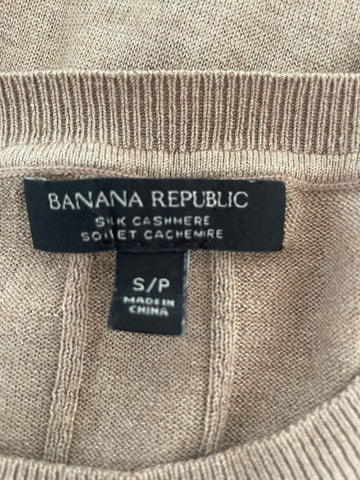 BANANA REPUBLIC
SILK CASHMERE
SOIE ET CACHEMIRE
S/P
MADE IN
CHINA